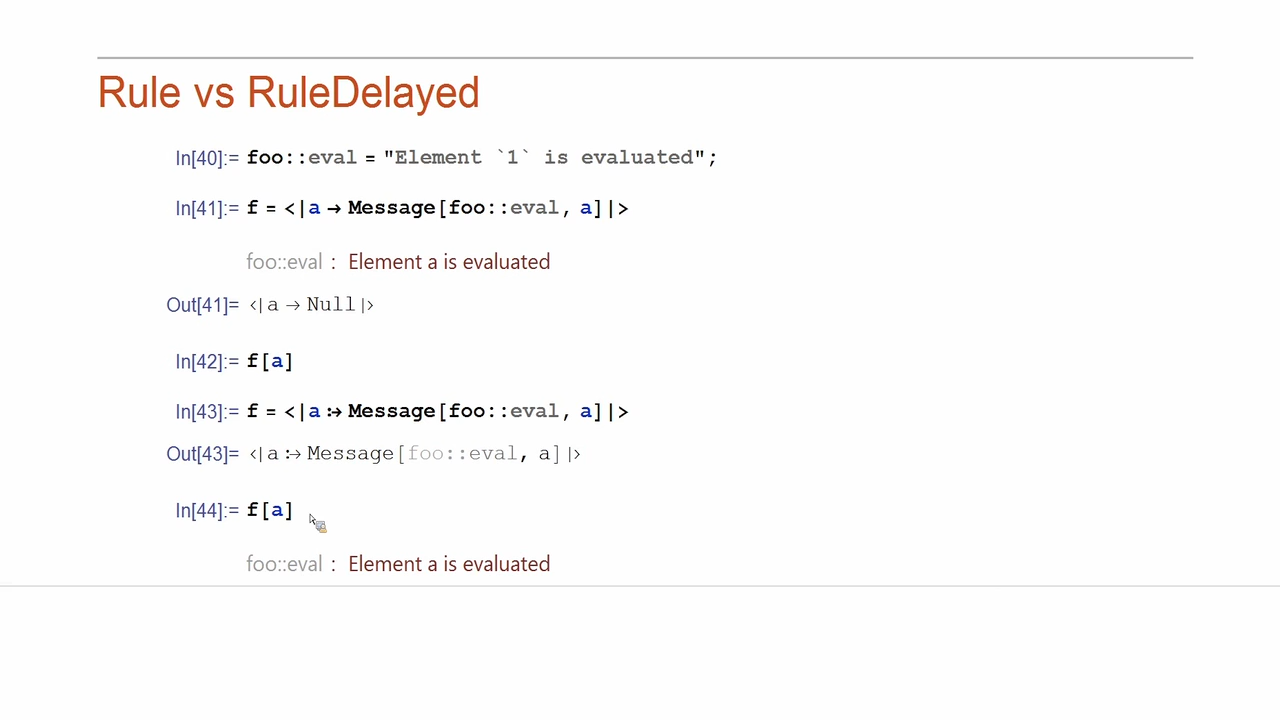 Rule vs RuleDelayed
In[40]:= foo::eval = "Element `1` is evaluated";
In[41]:= f = <|a → Message[foo::eval, a]|>
foo::eval : Element a is evaluated
Out[41]= <|a → Null|>
In[42]:= f[a]
In[43]:= f = <|a :→ Message[foo::eval, a]|>
Out[43]= <|a :→ Message[foo::eval, a]|>
In[44]:= f[a]
foo::eval : Element a is evaluated